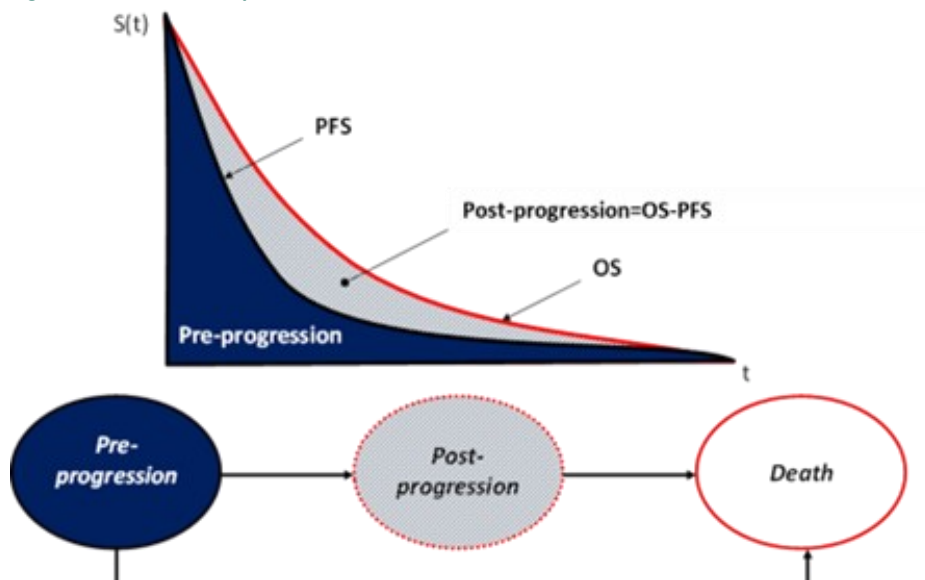 S(t)
PFS
Post-progression=OS-PFS
OS
Pre-progression
t
Pre-
progression
Post-
progression
Death